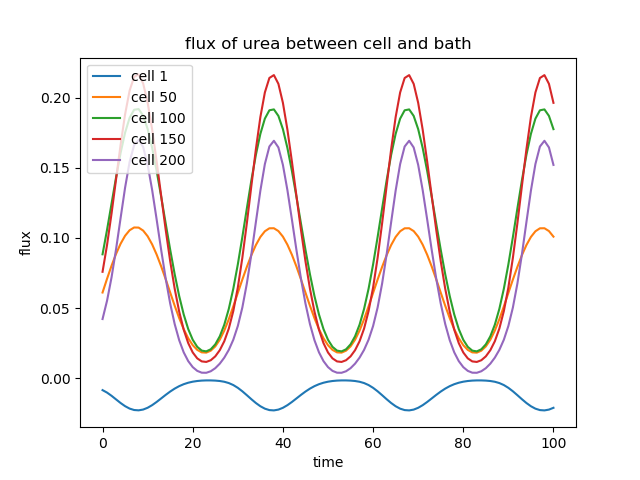 flux of urea between cell and bath
cell 1
cell 50
cell 100
cell 150
cell 200
0.20
0.15
0.10
0.05
0.00
flux
0 20 40 60 80 100
time